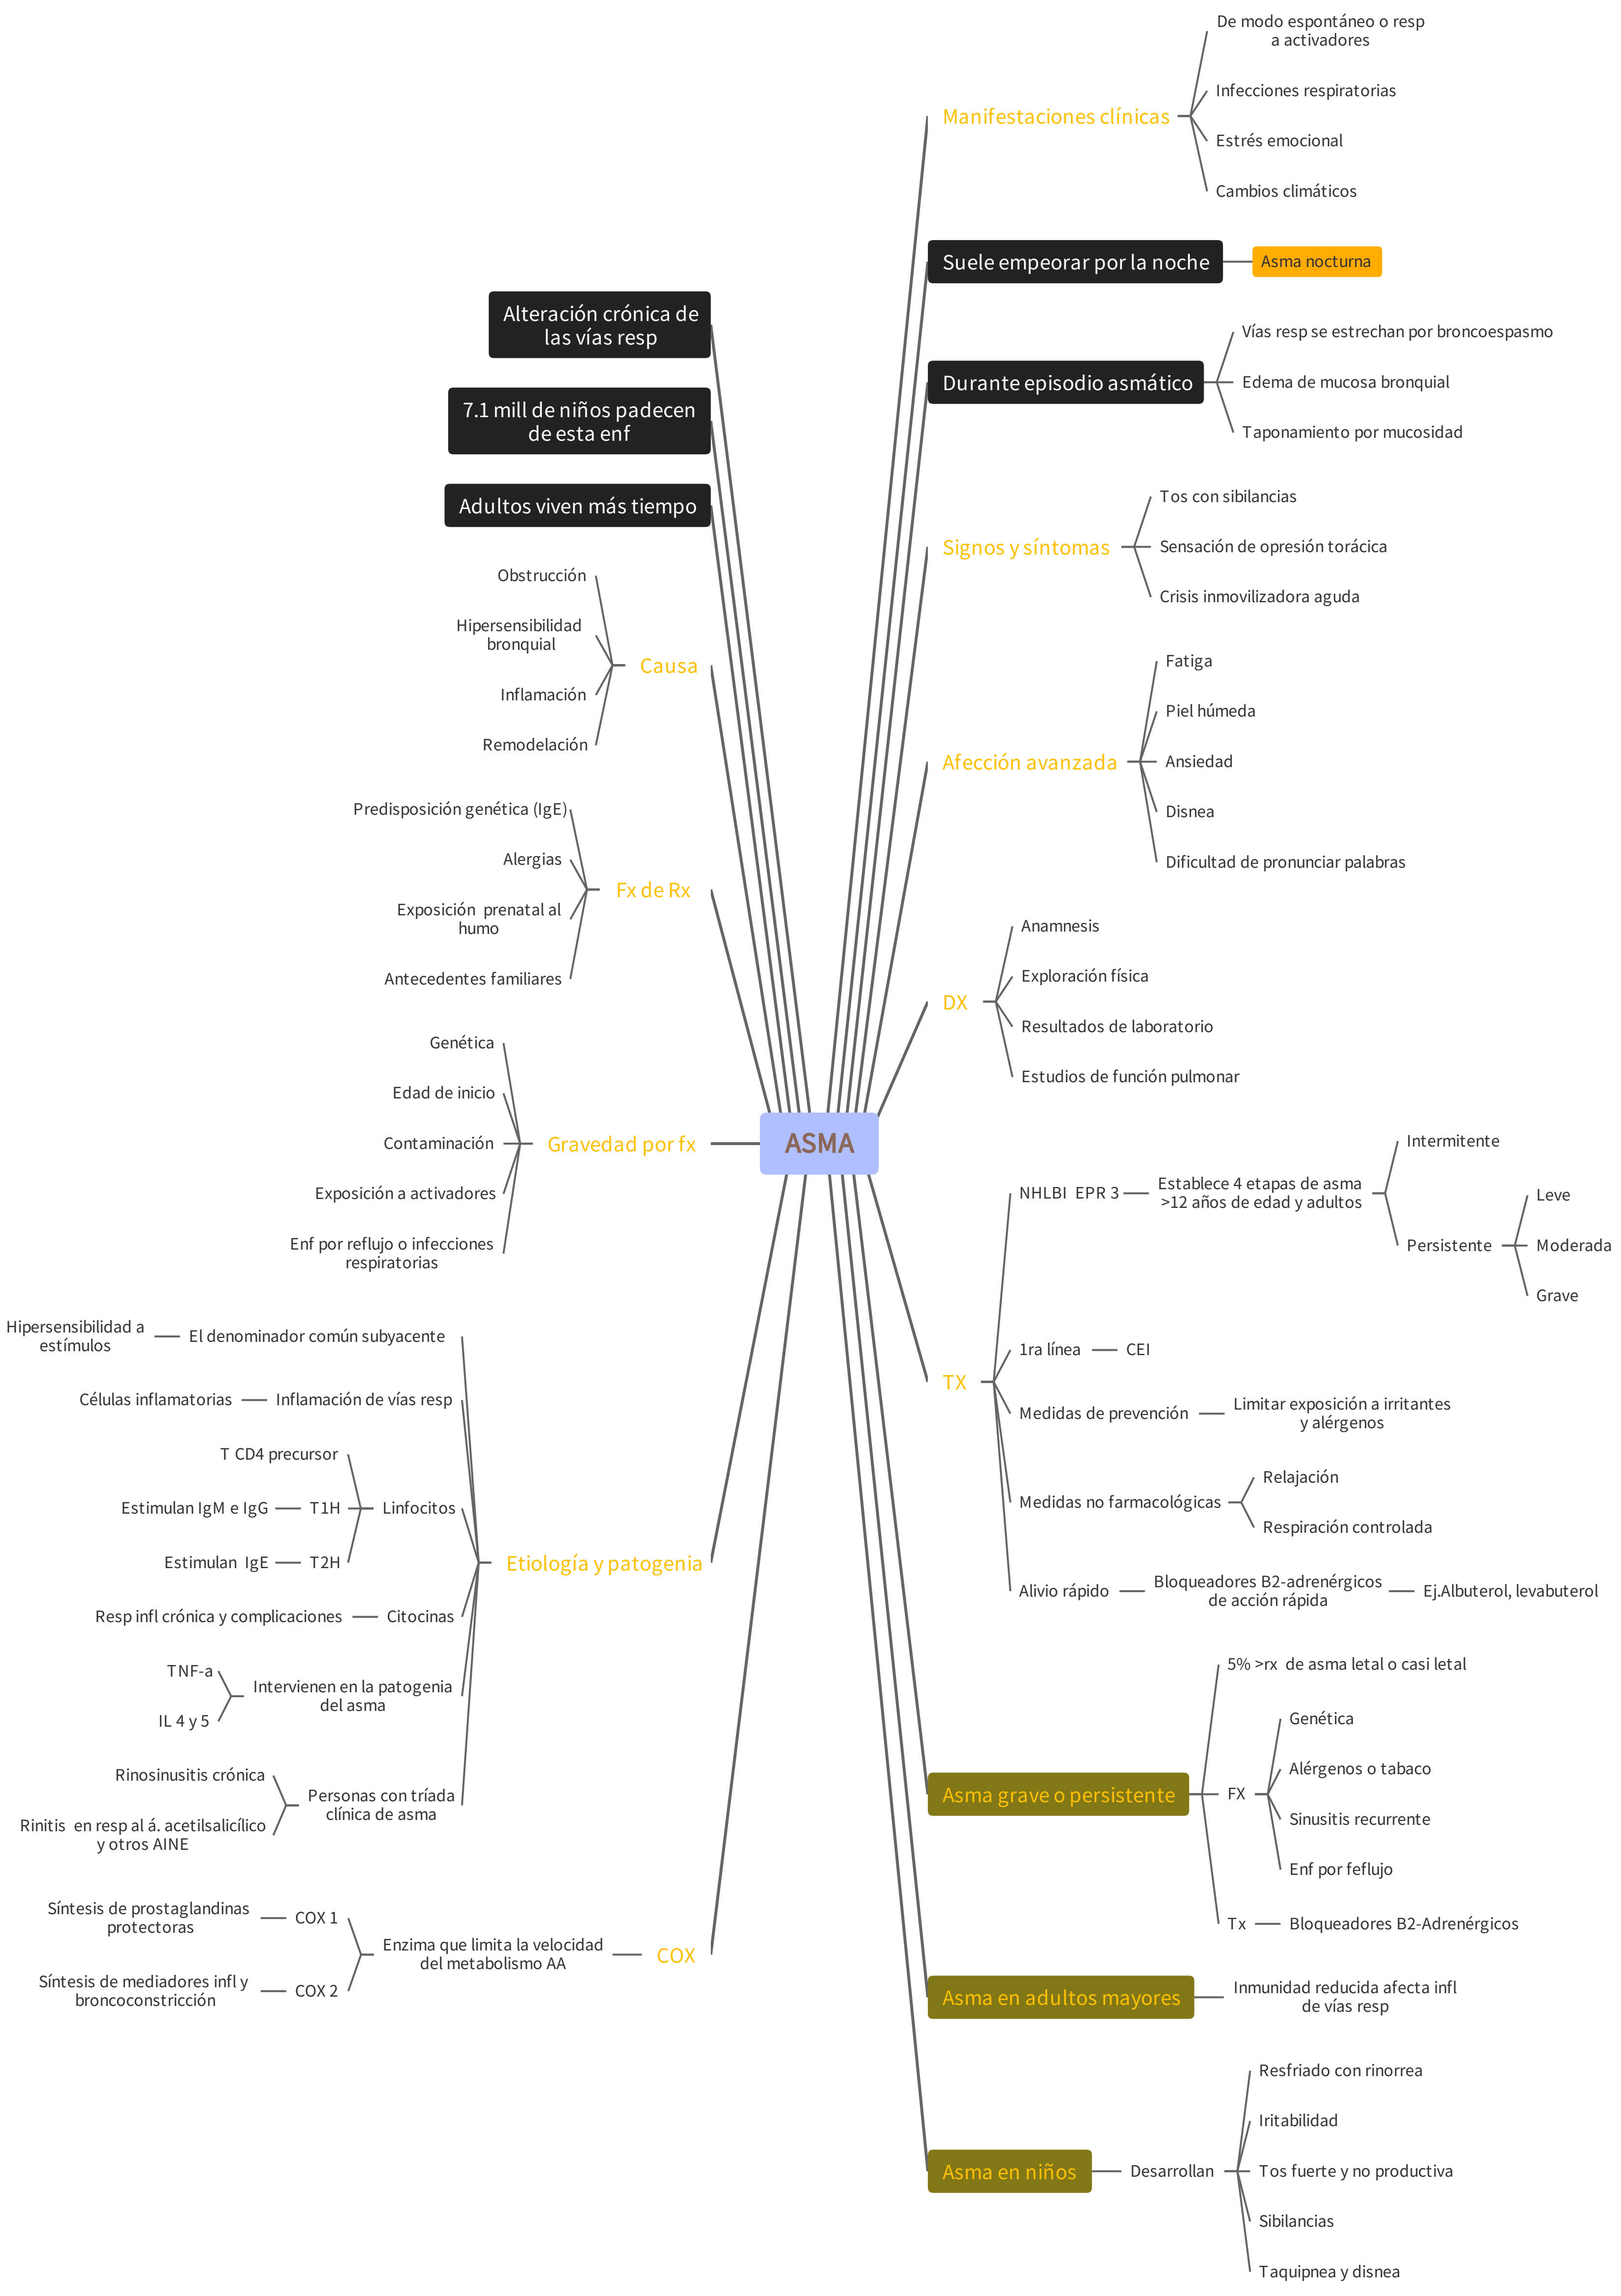 ASMA
Alteración crónica de
las vías resp
7.1 mill de niños padecen
de esta enf
Adultos viven más tiempo
Causa
Obstrucción
Hipersensibilidad
bronquial
Inflamación
Remodelación
Fx de Rx
Predisposición genética (IgE)
Alergias
Exposición  prenatal al
humo
Antecedentes familiares
Gravedad por fx
Genética
Edad de inicio
Contaminación
Exposición a activadores
Enf por reflujo o infecciones
respiratorias
Etiología y patogenia
El denominador común subyacente
Hipersensibilidad a
estímulos
Inflamación de vías resp
Células inflamatorias
Linfocitos
T CD4 precursor
T1H
Estimulan IgM e IgG
T2H
Estimulan  IgE
Citocinas
Resp infl crónica y complicaciones
Intervienen en la patogenia
del asma
TNF-a
IL 4 y 5
Personas con tríada
clínica de asma
Rinosinusitis crónica
Rinitis  en resp al á. acetilsalicílico
y otros AINE
COX
Enzima que limita la velocidad
del metabolismo AA
COX 1
Síntesis de prostaglandinas
protectoras
COX 2
Síntesis de mediadores infl y
broncoconstricción
Manifestaciones clínicas
De modo espontáneo o resp
a activadores
Infecciones respiratorias
Estrés emocional
Cambios climáticos
Suele empeorar por la noche
Asma nocturna
Durante episodio asmático
Vías resp se estrechan por broncoespasmo
Edema de mucosa bronquial
Taponamiento por mucosidad
Signos y síntomas
Tos con sibilancias
Sensación de opresión torácica
Crisis inmovilizadora aguda
Afección avanzada
Fatiga
Piel húmeda
Ansiedad
Disnea
Dificultad de pronunciar palabras
DX
Anamnesis
Exploración física
Resultados de laboratorio
Estudios de función pulmonar
TX
NHLBI  EPR 3
Establece 4 etapas de asma
>12 años de edad y adultos
Intermitente
Persistente
Leve
Moderada
Grave
1ra línea
CEI
Medidas de prevención
Limitar exposición a irritantes
y alérgenos
Medidas no farmacológicas
Relajación
Respiración controlada
Alivio rápido
Bloqueadores B2-adrenérgicos
de acción rápida
Ej.Albuterol, levabuterol
Asma grave o persistente
5% >rx  de asma letal o casi letal
FX
Genética
Alérgenos o tabaco
Sinusitis recurrente
Enf por feflujo
Tx
Bloqueadores B2-Adrenérgicos
Asma en adultos mayores
Inmunidad reducida afecta infl
de vías resp
Asma en niños
Desarrollan
Resfriado con rinorrea
Iritabilidad
Tos fuerte y no productiva
Sibilancias
Taquipnea y disnea